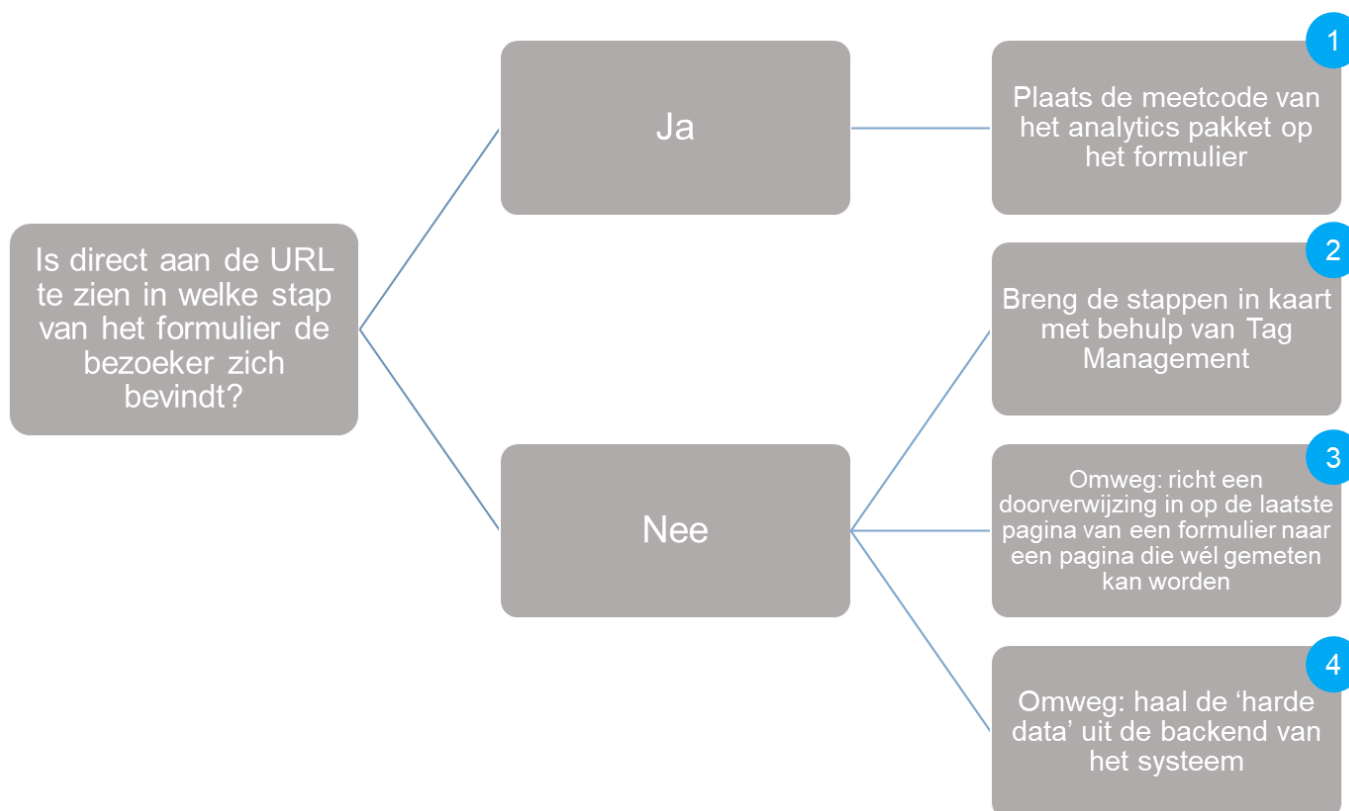 Is direct aan de URL
te zien in welke stap
van het formulier de
bezoeker zich
bevindt?
Ja
1
Plaats de meetcode van
het analytics pakket op
het formulier
Nee
2
Breng de stappen in kaart
met behulp van Tag
Management
3
Omweg: richt een
doorverwijzing in op de laatste
pagina van een formulier naar
een pagina die wél gemeten
kan worden
4
Omweg: haal de ‘harde
data’ uit de backend van
het systeem